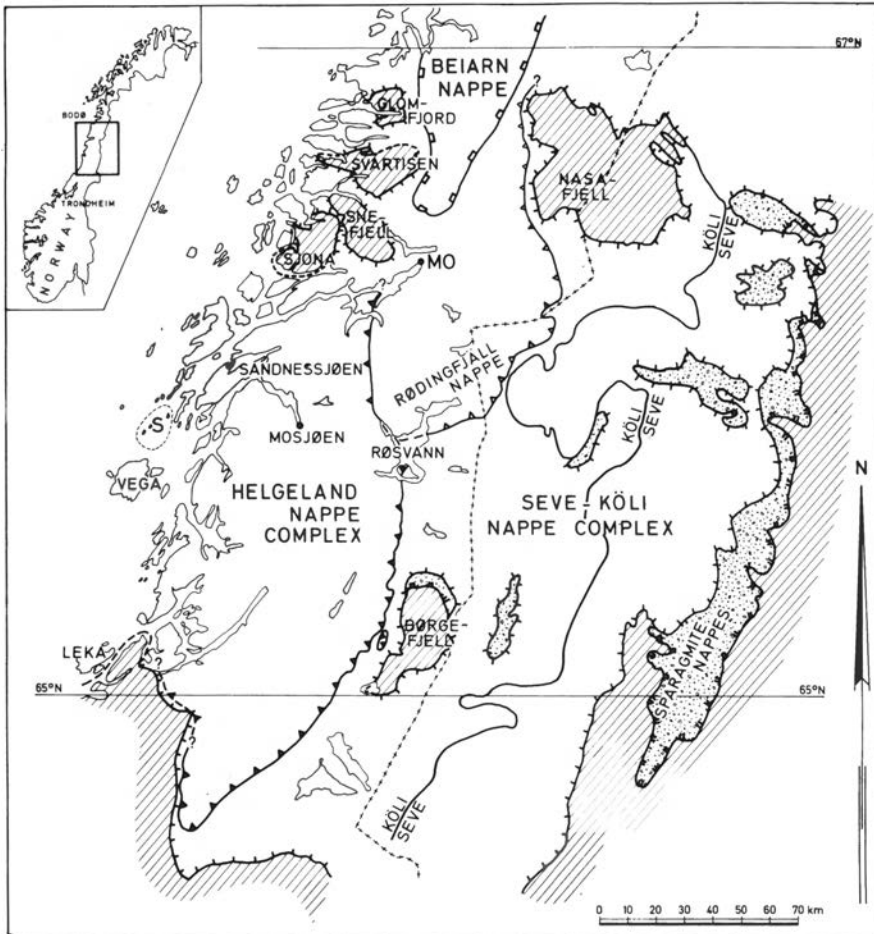 67°N
BEIARN
NAPPE
?
GLOM-
FJORD
BODØ
SVARTISEN
NASA-
FJELL
TRONDHEIM
SNE-
FJELL
NORWAY
KÖLI
SEVE
SJONA
MO
?
RØDINGFJÄLL
NAPPE
SANDNESSJØEN
KÖLI
SEVE
S
MOSJØEN
RØSVANN
N
VEGA
HELGELAND
NAPPE
COMPLEX
SEVE-KÖLI
NAPPE COMPLEX
BØRGE-
FJELL
SPARAGMITE
NAPPES
LEKA
?
65°N
65°N
?
KÖLI
SEVE
0 10 20 30 40 50 60 70 km